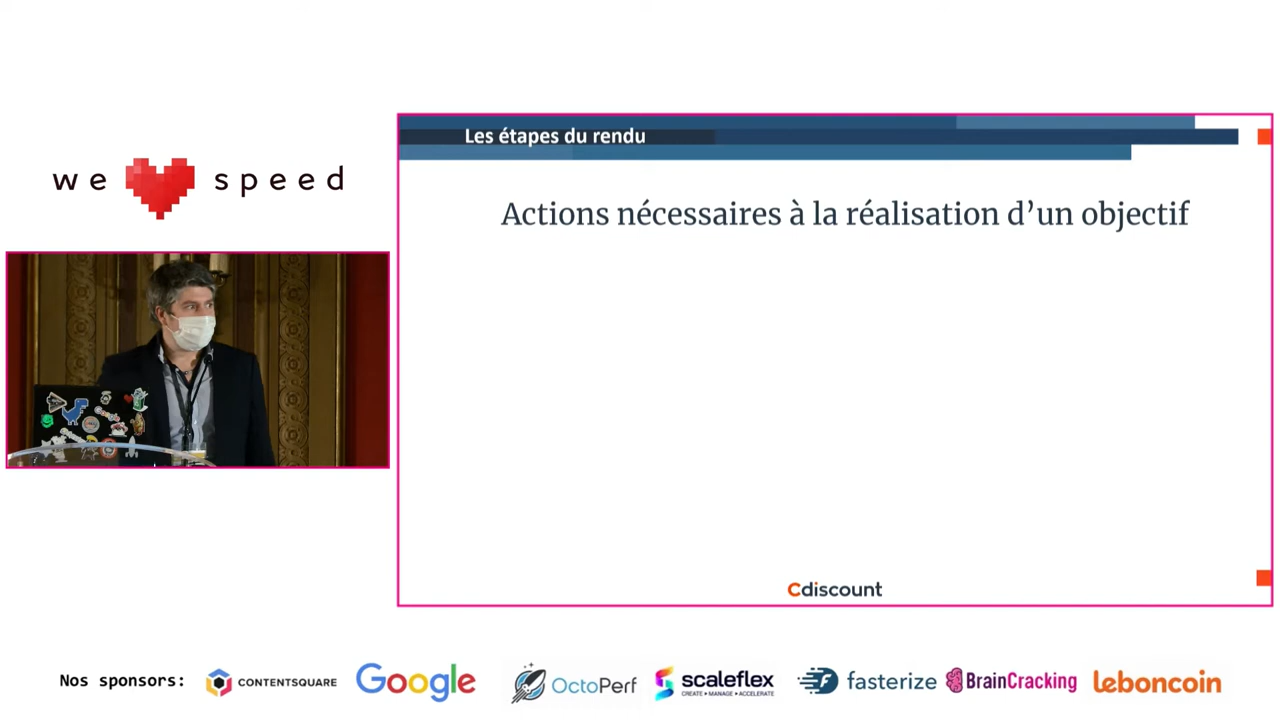 we speed
Les étapes du rendu
Actions nécessaires à la réalisation d’un objectif
Google
Cdiscount
Nos sponsors:
CONTENTSQUARE
Google
OctoPerf
scaleflex
CREATE • MANAGE • ACCELERATE
fasterize
BrainCracking
leboncoin